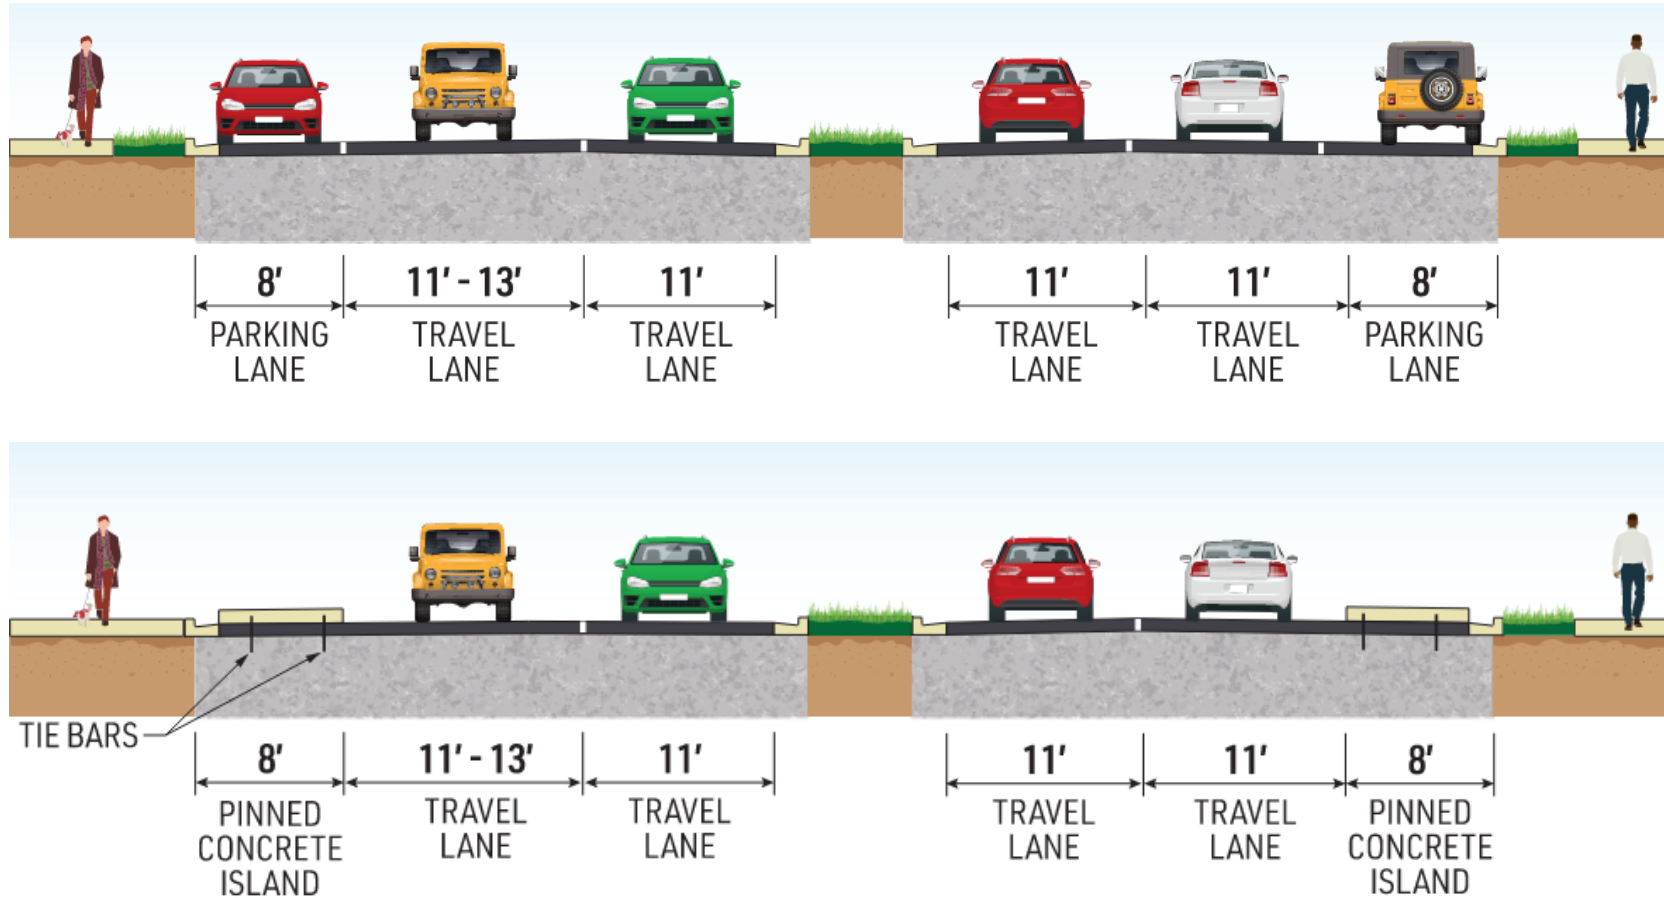 8' 11' - 13' 11' 11' 11' 8'
PARKING TRAVEL TRAVEL TRAVEL TRAVEL PARKING
LANE LANE LANE LANE LANE LANE
TIE BARS
8' 11' - 13' 11' 11' 11' 8'
PINNED TRAVEL TRAVEL TRAVEL TRAVEL PINNED
CONCRETE LANE LANE LANE LANE CONCRETE
ISLAND ISLAND